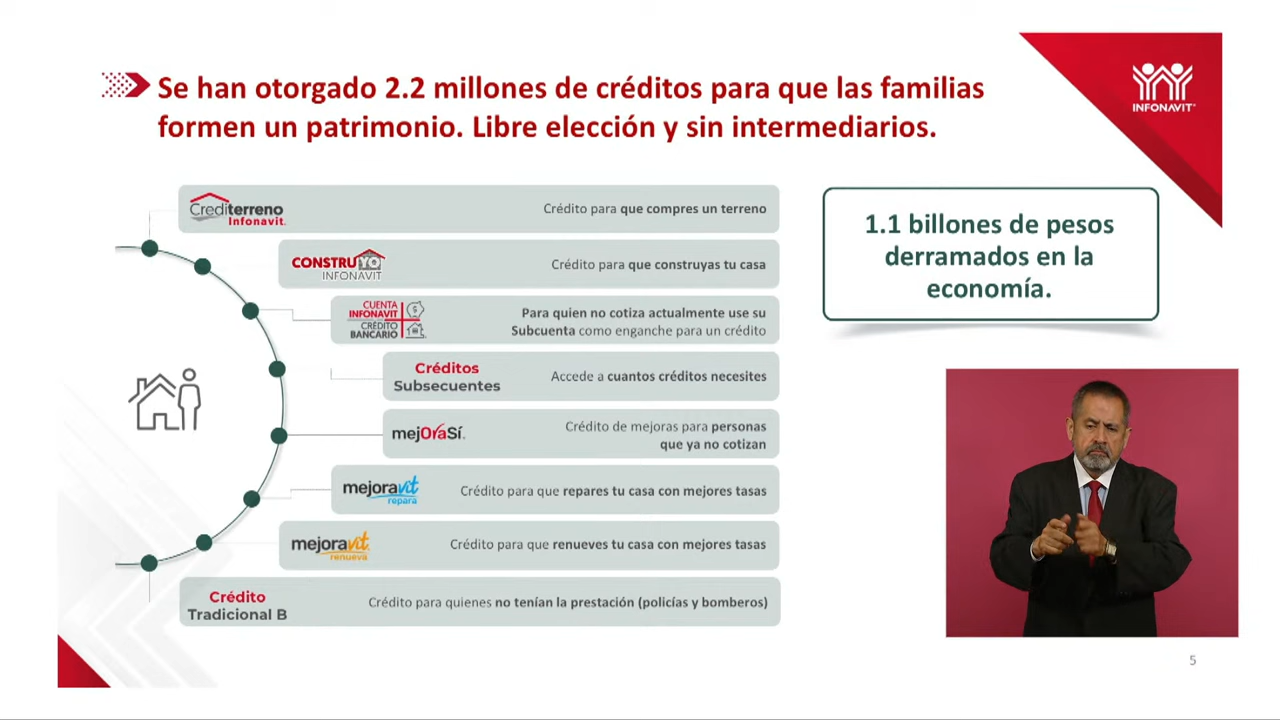 Se han otorgado 2.2 millones de créditos para que las familias
formen un patrimonio. Libre elección y sin intermediarios.
INFONAVIT
Crediterreno
Infonavit.
Crédito para que compres un terreno
CONSTRUYO
INFONAVIT
Crédito para que construyas tu casa
CUENTA
INFONAVIT
CRÉDITO
BANCARIO
Para quien no cotiza actualmente use su
Subcuenta como enganche para un crédito
Créditos
Subsecuentes
Accede a cuantos créditos necesites
mejOraSí.
Crédito de mejoras para personas
que ya no cotizan
mejoravit
repara
Crédito para que repares tu casa con mejores tasas
mejoravit
renueva
Crédito para que renueves tu casa con mejores tasas
Crédito
Tradicional B
Crédito para quienes no tenían la prestación (policías y bomberos)
1.1 billones de pesos
derramados en la
economía.
5